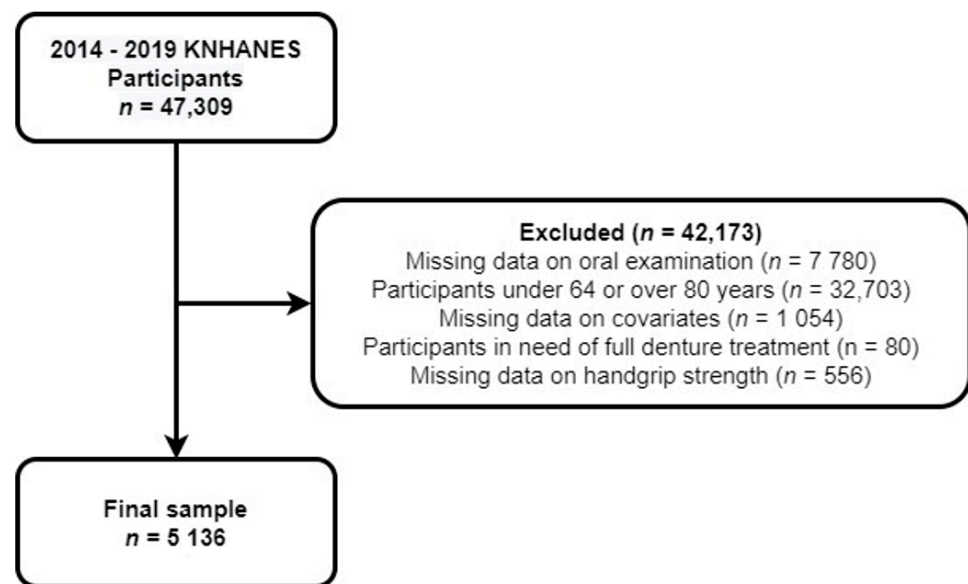 2014 - 2019 KNHANES
Participants
n = 47,309
Excluded (n = 42,173)
Missing data on oral examination (n = 7 780)
Participants under 64 or over 80 years (n = 32,703)
Missing data on covariates (n = 1 054)
Participants in need of full denture treatment (n = 80)
Missing data on handgrip strength (n = 556)
Final sample
n = 5 136